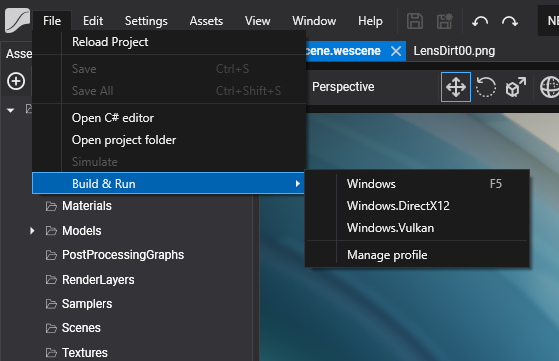 File Edit Settings Assets View Window Help
Reload Project
cene.wescene LensDirt00.png
Save Ctrl+S
Save All Ctrl+Shift+S
Perspective
Open C# editor
Open project folder
Simulate
Build & Run
Windows F5
Windows.DirectX12
Windows.Vulkan
Manage profile
Materials
Models
PostProcessingGraphs
RenderLayers
Samplers
Scenes
Textures